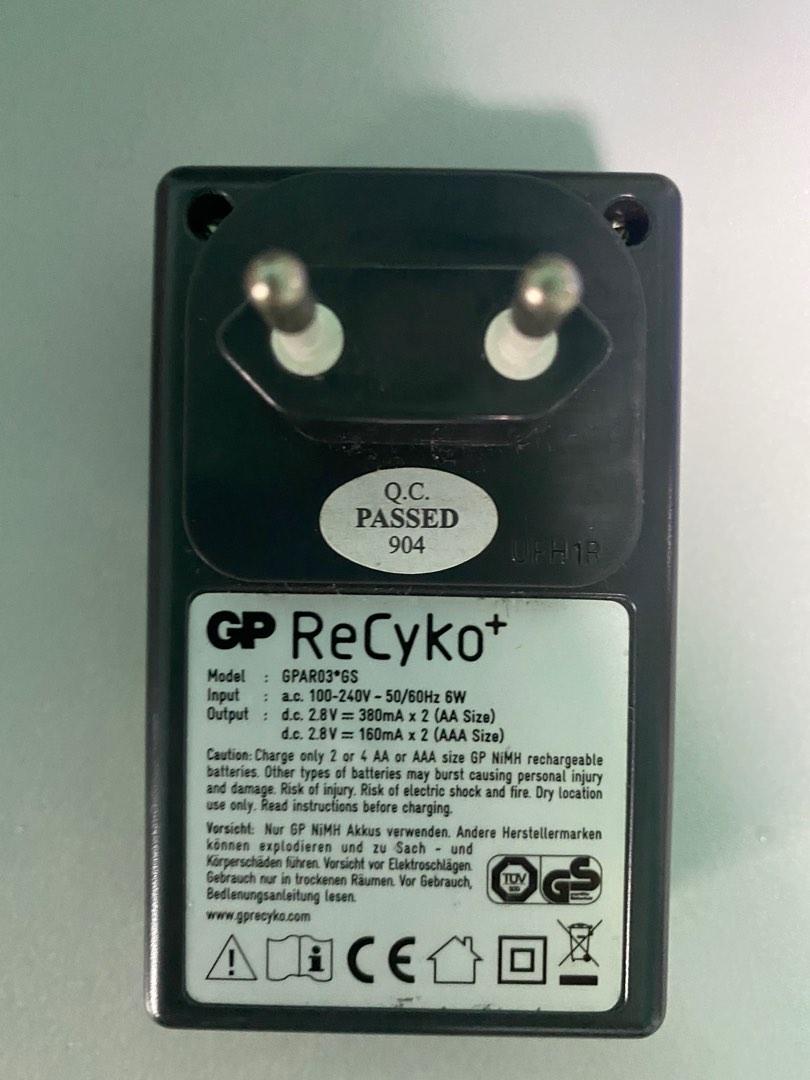 Q.C.
PASSED
904
UFH1R
GP ReCyko+
Model : GPAR03*GS
Input : a.c. 100-240V ~ 50/60Hz 6W
Output : d.c. 2.8V ⎓ 380mA x 2 (AA Size)
d.c. 2.8V ⎓ 160mA x 2 (AAA Size)
Caution: Charge only 2 or 4 AA or AAA size GP NiMH rechargeable
batteries. Other types of batteries may burst causing personal injury
and damage. Risk of injury. Risk of electric shock and fire. Dry location
use only. Read instructions before charging.
Vorsicht: Nur GP NiMH Akkus verwenden. Andere Herstellermarken
können explodieren und zu Sach - und
Körperschäden führen. Vorsicht vor Elektroschlägen.
Gebrauch nur in trockenen Räumen. Vor Gebrauch,
Bedienungsanleitung lesen.
TÜV GS
www.gprecyko.com
CE